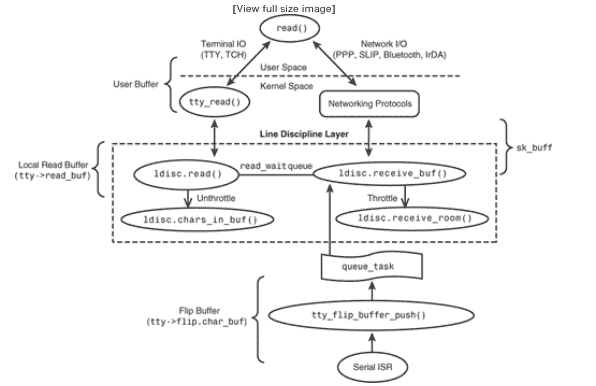 [View full size image]
read()
Terminal IO
(TTY, TCH)
Network I/O
(PPP, SLIP, Bluetooth, IrDA)
User Space
Kernel Space
User Buffer
tty_read()
Networking Protocols
Line Discipline Layer
sk_buff
Local Read Buffer
(tty->read_buf)
ldisc.read()
read_wait queue
ldisc.receive_buf()
Unthrottle
Throttle
ldisc.chars_in_buf()
ldisc.receive_room()
queue_task
Flip Buffer
(tty->flip.char_buf)
tty_flip_buffer_push()
Serial ISR